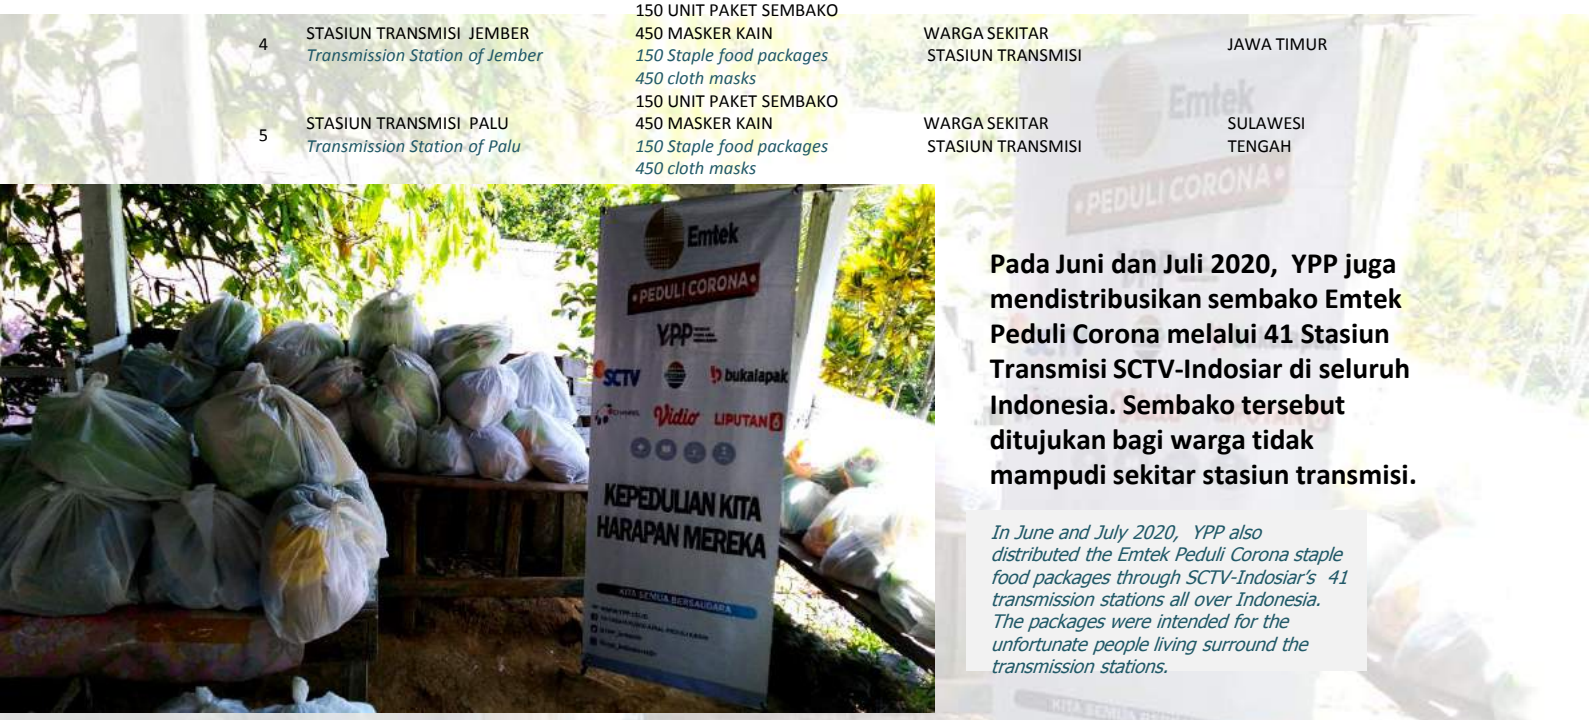 150 UNIT PAKET SEMBAKO
4 STASIUN TRANSMISI JEMBER 450 MASKER KAIN WARGA SEKITAR JAWA TIMUR
Transmission Station of Jember 150 Staple food packages STASIUN TRANSMISI
450 cloth masks
150 UNIT PAKET SEMBAKO
5 STASIUN TRANSMISI PALU 450 MASKER KAIN WARGA SEKITAR SULAWESI
Transmission Station of Palu 150 Staple food packages STASIUN TRANSMISI TENGAH
450 cloth masks
Emtek
•PEDULI CORONA•
YPP
SCTV bukalapak
Vidio LIPUTAN6
KEPEDULIAN KITA
HARAPAN MEREKA
KITA SEMUA BERSAUDARA
Pada Juni dan Juli 2020, YPP juga
mendistribusikan sembako Emtek
Peduli Corona melalui 41 Stasiun
Transmisi SCTV-Indosiar di seluruh
Indonesia. Sembako tersebut
ditujukan bagi warga tidak
mampudi sekitar stasiun transmisi.
In June and July 2020, YPP also
distributed the Emtek Peduli Corona staple
food packages through SCTV-Indosiar's 41
transmission stations all over Indonesia.
The packages were intended for the
unfortunate people living surround the
transmission stations.
Emtek
•PEDULI CORONA•